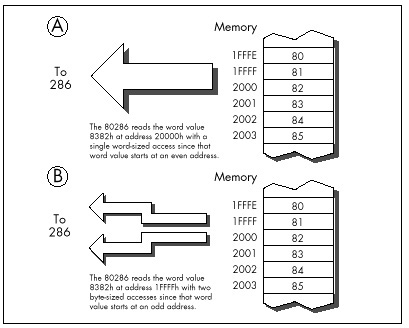 A
Memory
To
286
1FFFE 80
1FFFF 81
2000 82
2001 83
2002 84
2003 85
The 80286 reads the word value
8382h at address 20000h with a
single word-sized access since that
word value starts at an even address.
B
Memory
To
286
1FFFE 80
1FFFF 81
2000 82
2001 83
2002 84
2003 85
The 80286 reads the word value
8382h at address 1FFFFh with two
byte-sized accesses since that word
value starts at an odd address.